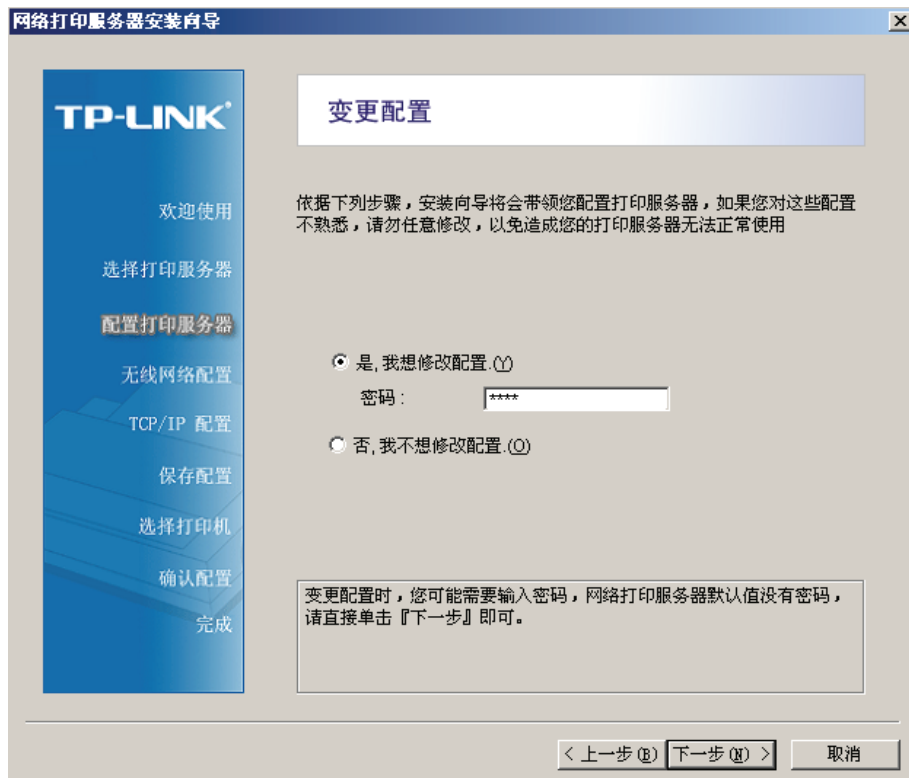 网络打印服务器安装向导
TP-LINK
欢迎使用
选择打印服务器
配置打印服务器
无线网络配置
TCP/IP 配置
保存配置
选择打印机
确认配置
完成
变更配置
依据下列步骤，安装向导将会带领您配置打印服务器，如果您对这些配置
不熟悉，请勿任意修改，以免造成您的打印服务器无法正常使用
是,我想修改配置.(Y)
密码： ****
否,我不想修改配置.(O)
变更配置时，您可能需要输入密码，网络打印服务器默认值没有密码，
请直接单击『下一步』即可。
< 上一步(B) 下一步(N) > 取消